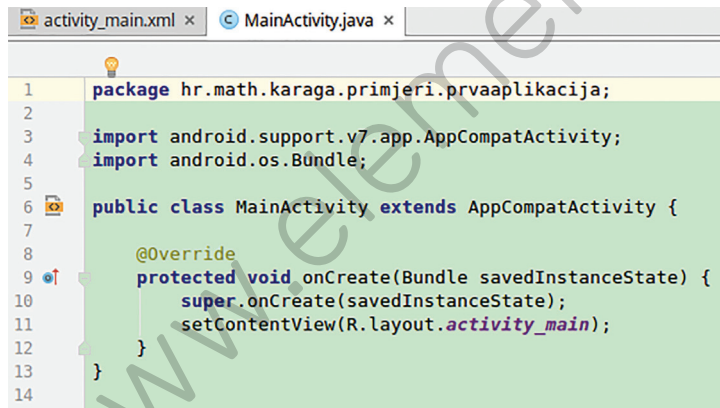 activity_main.xml × MainActivity.java ×
1 package hr.math.karaga.primjeri.prvaaplikacija;
2
3 import android.support.v7.app.AppCompatActivity;
4 import android.os.Bundle;
5
6 public class MainActivity extends AppCompatActivity {
7
8 @Override
9 protected void onCreate(Bundle savedInstanceState) {
10 super.onCreate(savedInstanceState);
11 setContentView(R.layout.activity_main);
12 }
13 }
14
www.eleme